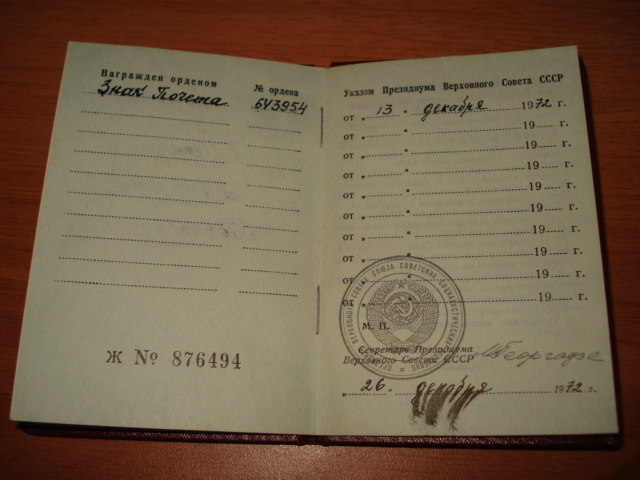 Награжден орденом
№ ордена
Знак Почета
643954
Ж № 876494
Указом Президиума Верховного Совета СССР
от „ 13 " декабря 1972 г.
от „ " 19 г.
от „ " 19 г.
от „ " 19 г.
от „ " 19 г.
от „ " 19 г.
от „ " 19 г.
от „ " 19 г.
от „ " 19 г.
от „ " 19 г.
М. П.
Секретарь Президиума
Верховного Совета СССР
МГеоргадзе
„ 26 " декабря 1972 г.